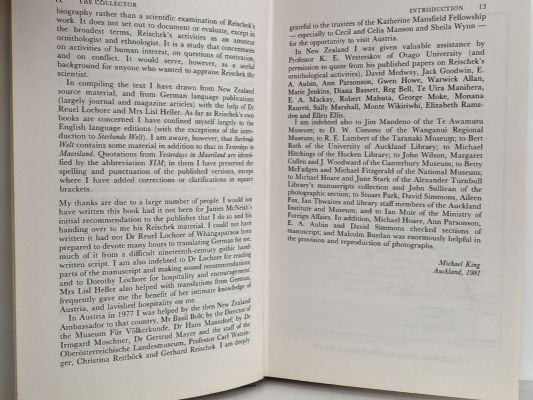 THE COLLECTOR
biography rather than a scientific examination of Reischek's
work. It does not set out to document or evaluate, except in
the broadest terms, Reischek's activities as an amateur
ornithologist and ethnologist. It is a study that concentrates
on activities of human interest, on questions of motivation,
and on conflict. It would serve, however, as a useful
background for anyone who wanted to appraise Reischek the
scientist.
In compiling the text I have drawn from New Zealand
source material, and from German language publications
(largely journal and magazine articles) with the help of Dr
Reuel Lochore and Mrs Lisl Heller. As far as Reischek's own
books are concerned I have confined myself largely to the
English language editions (with the exceptions of the intro-
duction to Sterbende Welt). I am aware, however, that Sterbende
Welt contains some material in addition to that in Yesterdays in
Maoriland. Quotations from Yesterdays in Maoriland are identi-
fied by the abbreviation YIM; in them I have preserved the
spelling and punctuation of the published versions, except
where I have added corrections or clarifications in square
brackets.
My thanks are due to a large number of people. I would not
have written this book had it not been for James McNeish's
initial recommendation to the publisher that I do so and his
handing over to me his Reischek material. I could not have
written it had not Dr Reuel Lochore of Whangaparaoa been
prepared to devote many hours to translating German for me,
much of it from a difficult nineteenth-century gothic hand-
written script. I am also indebted to Dr Lochore for reading
parts of the manuscript and making sound recommendations,
and to Dorothy Lochore for hospitality and encouragement.
Mrs Lisl Heller also helped with translations from German,
frequently gave me the benefit of her intimate knowledge of
Austria, and lavished hospitality on me.
In Austria in 1977 I was helped by the then New Zealand
Ambassador to that country, Mr Basil Bolt; by the Director of
the Museum Für Völkerkunde, Dr Hans Manndorf; by Dr
Irmgard Moschner, Dr Gertrud Mayer and the staff of the
Oberösterreichische Landesmuseum, Professor Carl Watzin-
ger, Christina Reitböck and Gerhard Reischek. I am deeply
INTRODUCTION 13
grateful to the trustees of the Katherine Mansfield Fellowship
— especially to Cecil and Celia Manson and Sheila Wynn —
for the opportunity to visit Austria.
In New Zealand I was given valuable assistance by
Professor K. E. Westerskov of Otago University (and
permission to quote from his published papers on Reischek's
ornithological activities), David Medway, Jack Goodwin, E.
A. Aubin, Ann Parsonson, Gwen Howe, Warwick Allan,
Marie Jenkins, Diana Bassett, Reg Bell, Te Uira Manihera,
E. A. Mackay, Robert Mahuta, George Moke, Monana
Raurett, Sally Marshall, Monte Wikiriwhi, Elizabeth Rams-
den and Ellen Ellis.
I am indebted also to Jim Mandeno of the Te Awamutu
Museum; to D. W. Cimono of the Wanganui Regional
Museum; to R. E. Lambert of the Taranaki Museum; to Bert
Roth of the University of Auckland Library; to Michael
Hitchings of the Hocken Library; to John Wilson, Margaret
Cullen and J. Woodward of the Canterbury Museum; to Betty
McFadgen and Michael Fitzgerald of the National Museum;
to Michael Hoare and June Starke of the Alexander Turnbull
Library's manuscripts collection and John Sullivan of the
photographic section; to Stuart Park, David Simmons, Aileen
Fox, Ian Thwaites and library staff members of the Auckland
Institute and Museum, and to Ian Muir of the Ministry of
Foreign Affairs. In addition, Michael Hoare, Ann Parsonson,
E. A. Aubin and David Simmons checked sections of
manuscript; and Malcolm Burdan was enormously helpful in
the provision and reproduction of photographs.
Michael King
Auckland, 1981